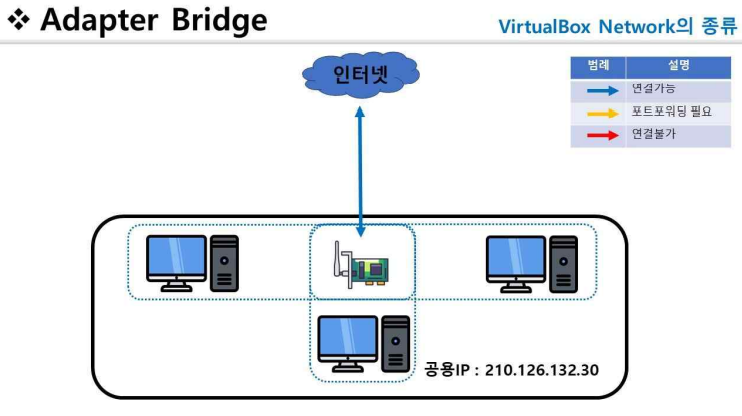 ❖ Adapter Bridge
VirtualBox Network의 종류
인터넷
범례 설명
연결가능
포트포워딩 필요
연결불가
공용IP : 210.126.132.30